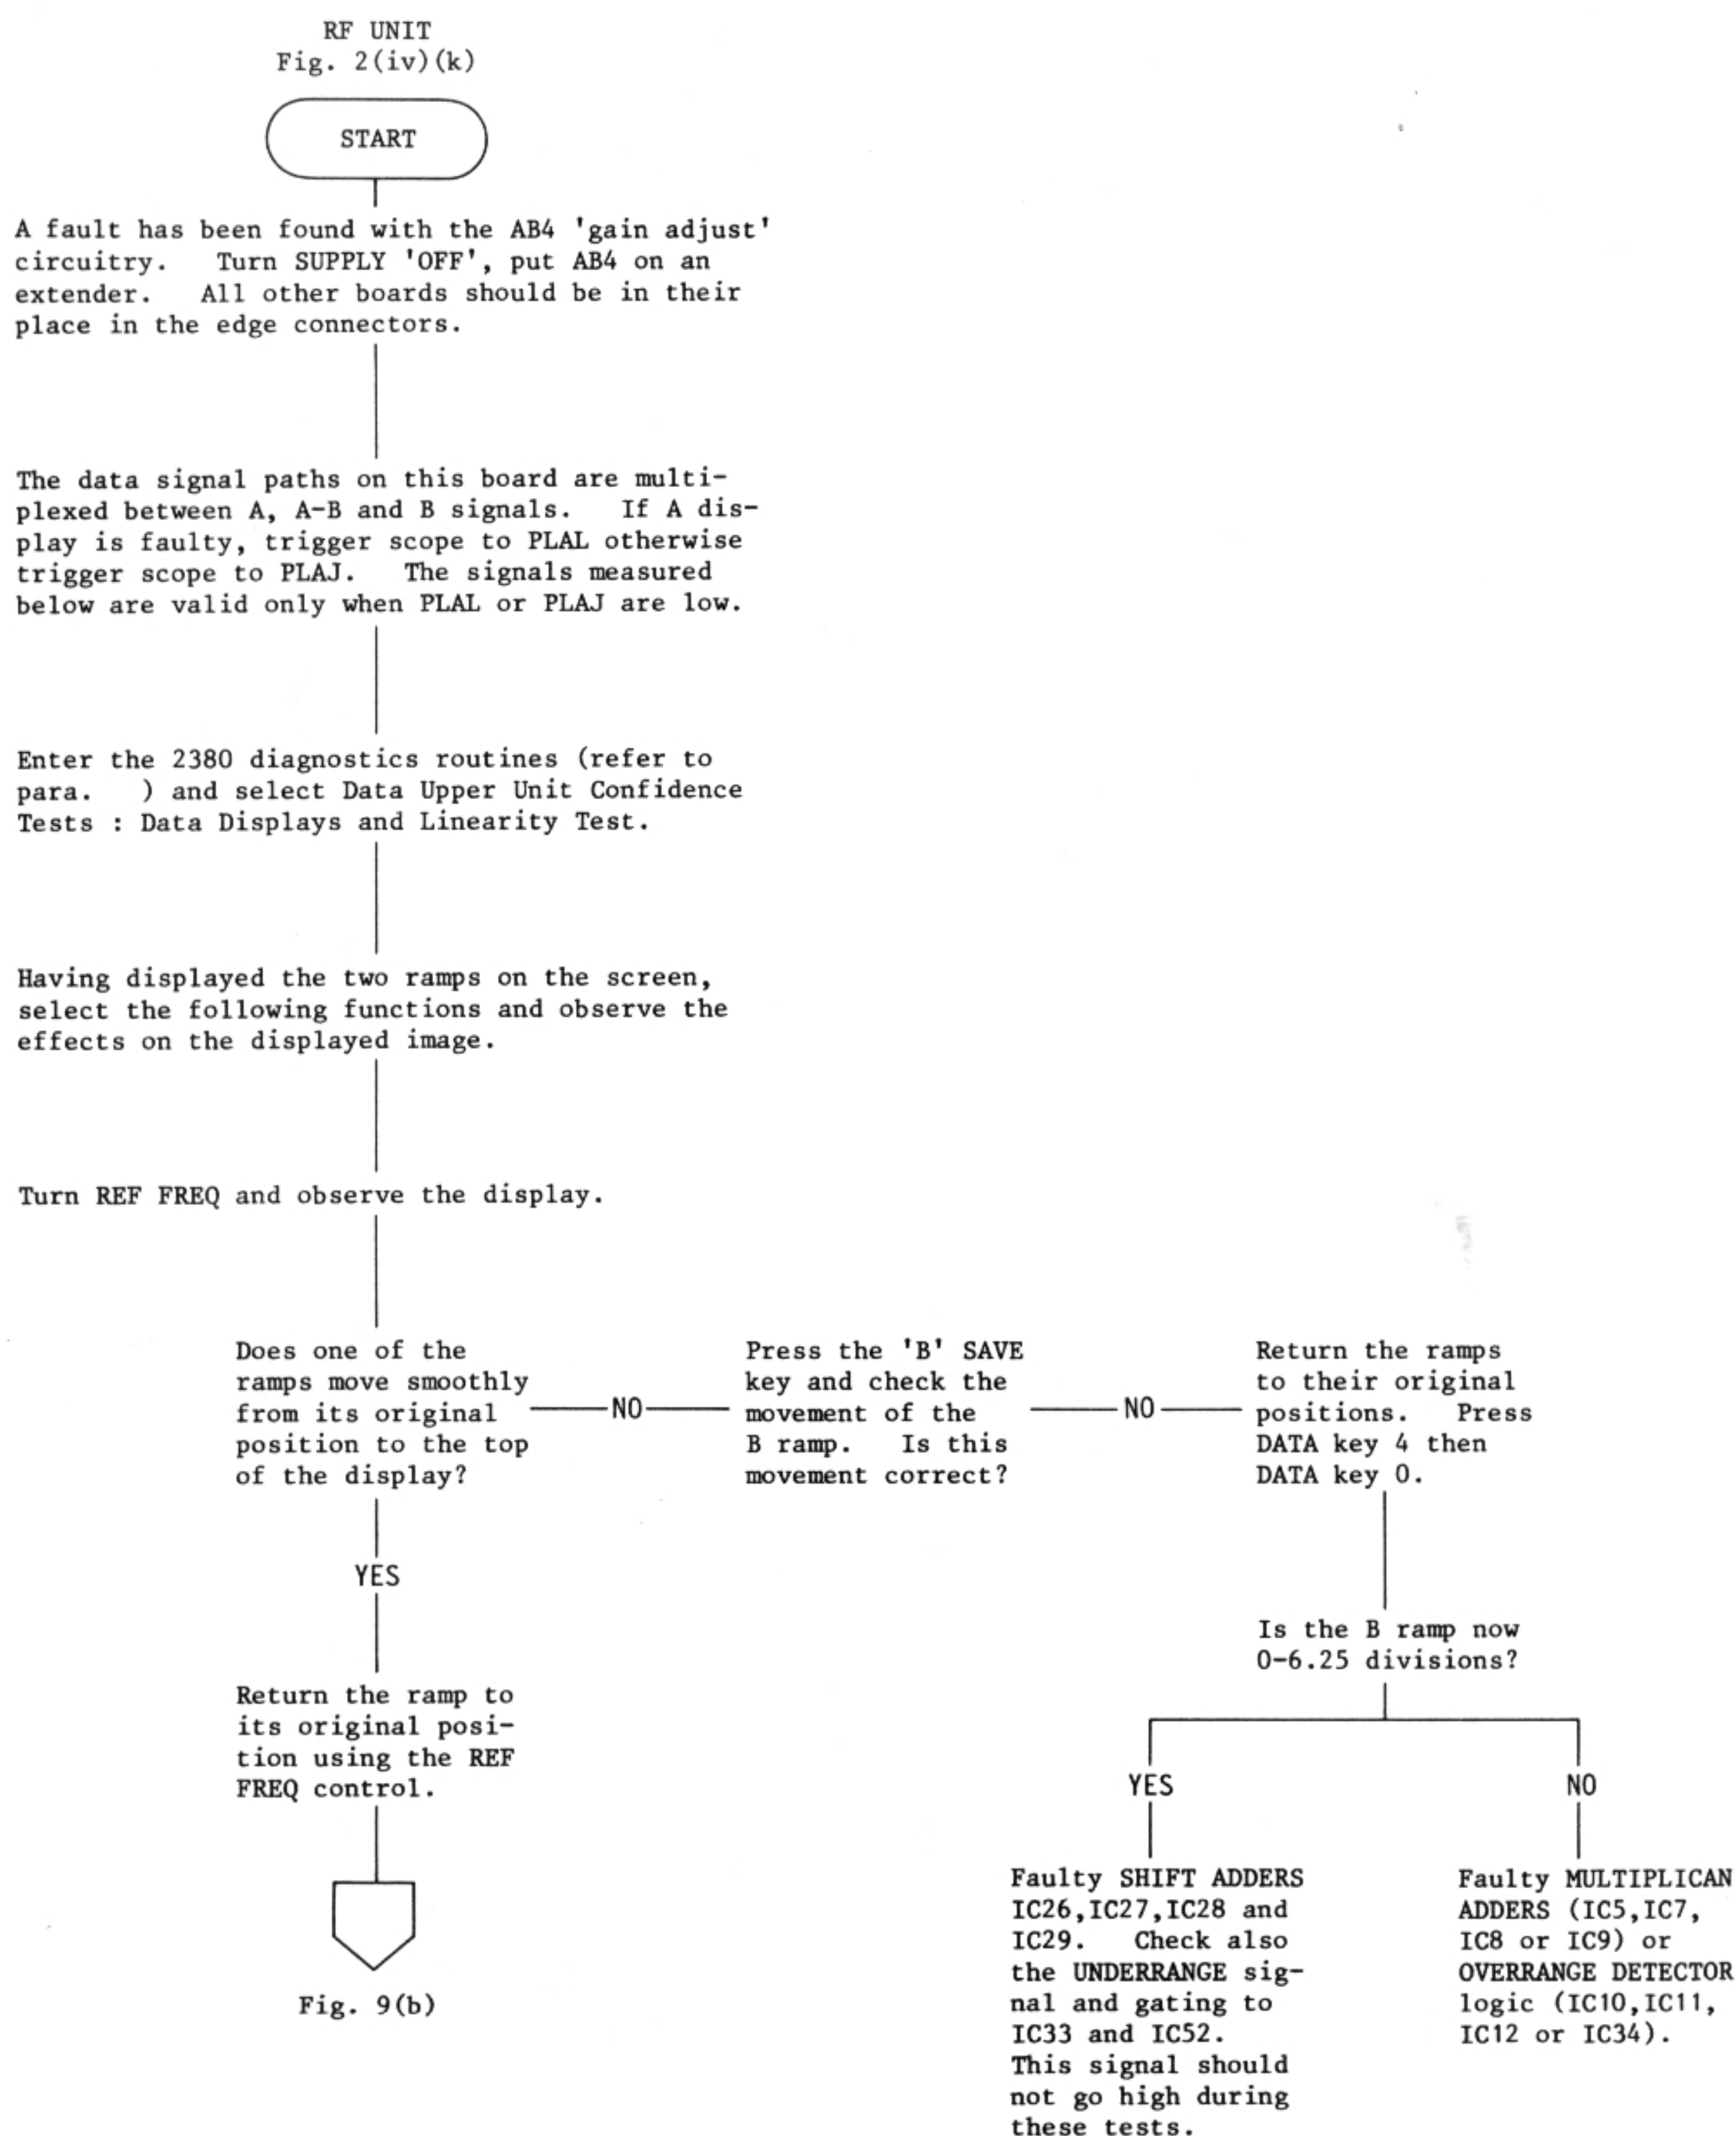 RF UNIT
Fig. 2(iv)(k)
START
A fault has been found with the AB4 'gain adjust'
circuitry. Turn SUPPLY 'OFF', put AB4 on an
extender. All other boards should be in their
place in the edge connectors.
The data signal paths on this board are multi-
plexed between A, A-B and B signals. If A dis-
play is faulty, trigger scope to PLAL otherwise
trigger scope to PLAJ. The signals measured
below are valid only when PLAL or PLAJ are low.
Enter the 2380 diagnostics routines (refer to
para. ) and select Data Upper Unit Confidence
Tests : Data Displays and Linearity Test.
Having displayed the two ramps on the screen,
select the following functions and observe the
effects on the displayed image.
Turn REF FREQ and observe the display.
Does one of the
ramps move smoothly
from its original
position to the top
of the display?
NO
Press the 'B' SAVE
key and check the
movement of the
B ramp. Is this
movement correct?
NO
Return the ramps
to their original
positions. Press
DATA key 4 then
DATA key 0.
YES
Return the ramp to
its original posi-
tion using the REF
FREQ control.
Fig. 9(b)
Is the B ramp now
0-6.25 divisions?
YES
NO
Faulty SHIFT ADDERS
IC26,IC27,IC28 and
IC29. Check also
the UNDERRANGE sig-
nal and gating to
IC33 and IC52.
This signal should
not go high during
these tests.
Faulty MULTIPLICAN
ADDERS (IC5,IC7,
IC8 or IC9) or
OVERRANGE DETECTOR
logic (IC10,IC11,
IC12 or IC34).